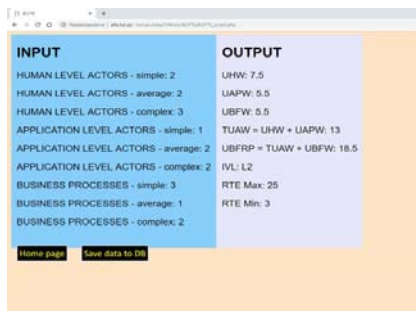 INPUT
HUMAN LEVEL ACTORS - simple: 2
HUMAN LEVEL ACTORS - average: 2
HUMAN LEVEL ACTORS - complex: 3
APPLICATION LEVEL ACTORS - simple: 1
APPLICATION LEVEL ACTORS - average: 2
APPLICATION LEVEL ACTORS - complex: 2
BUSINESS PROCESSES - simple: 3
BUSINESS PROCESSES - average: 1
BUSINESS PROCESSES - complex: 2
OUTPUT
UHW: 7.5
UAPW: 5.5
UBFW: 5.5
TUAW = UHW + UAPW: 13
UBFRP = TUAW + UBFW: 18.5
IVL: L2
RTE Max: 25
RTE Min: 3
Home page
Save data to DB